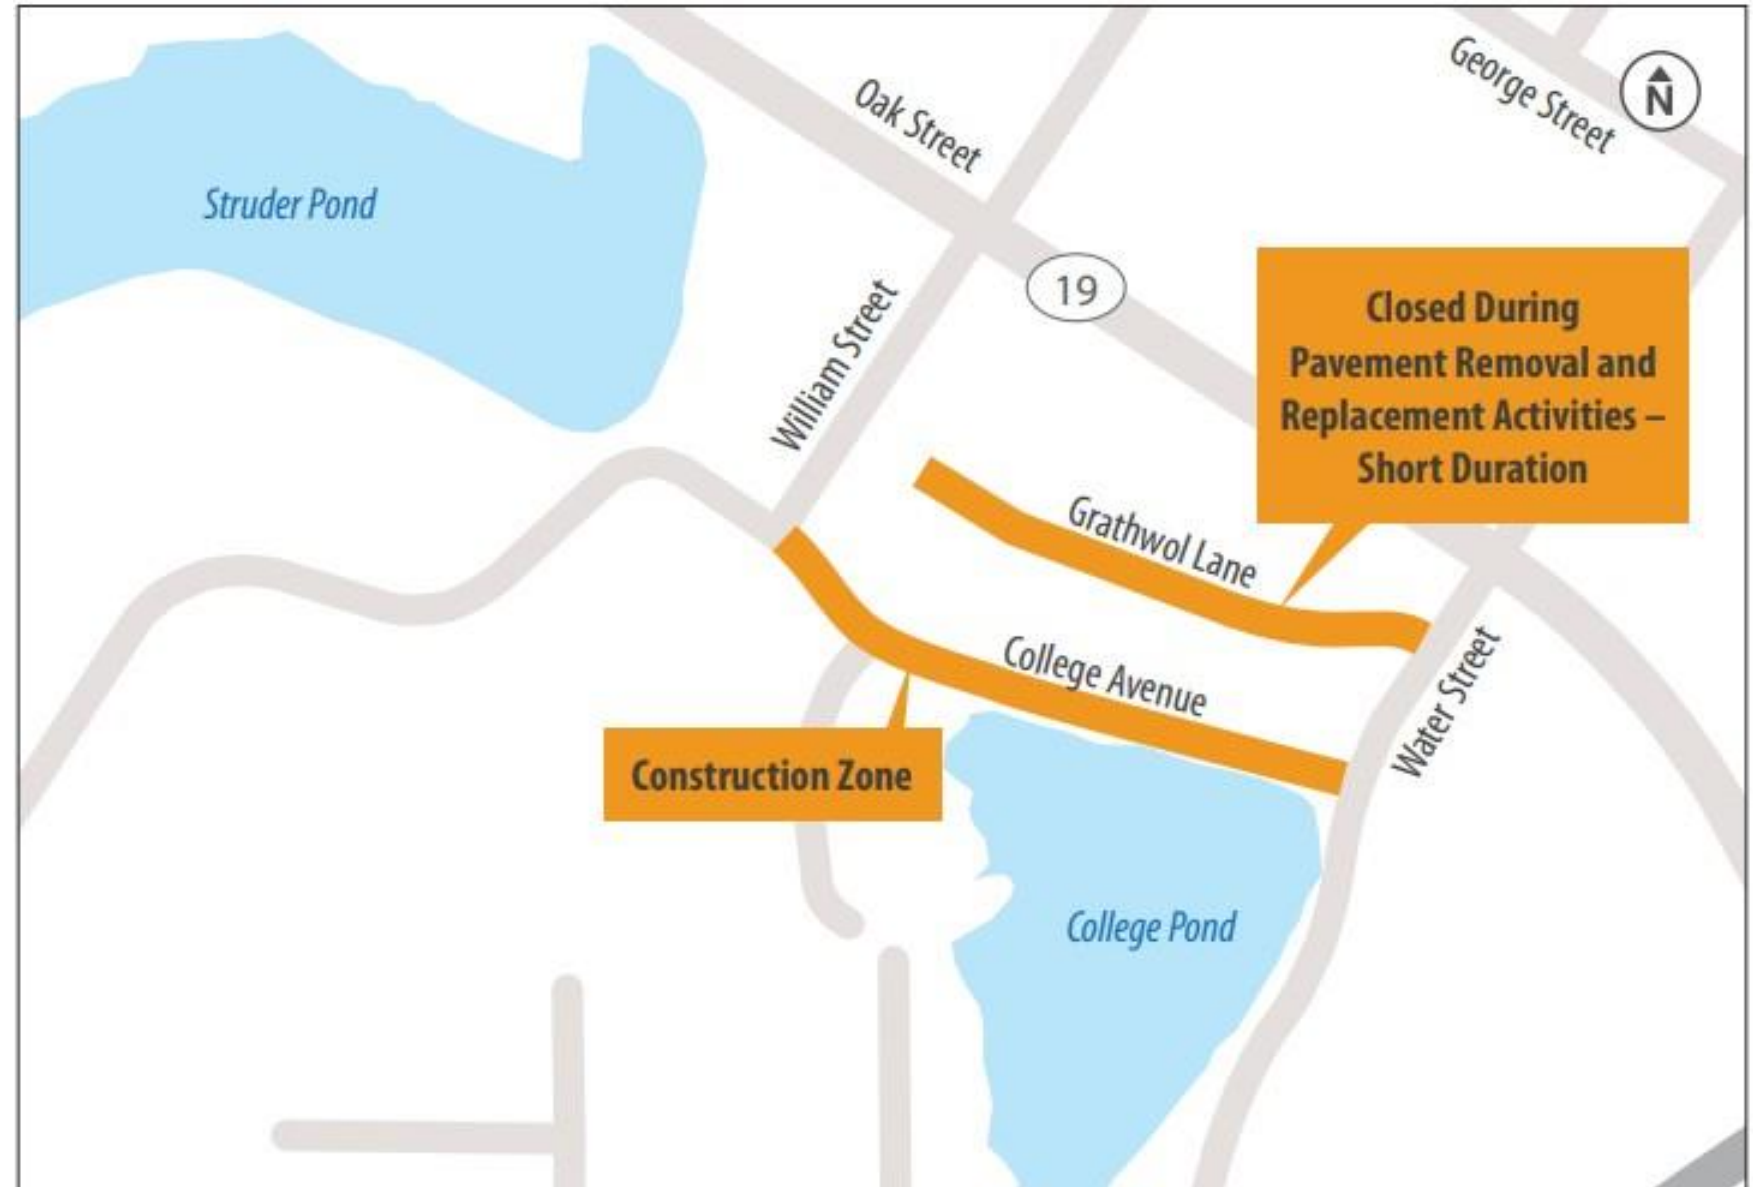 Oak Street
George Street
N
Struder Pond
19
William Street
Closed During
Pavement Removal and
Replacement Activities –
Short Duration
Grathwol Lane
College Avenue
Water Street
Construction Zone
College Pond